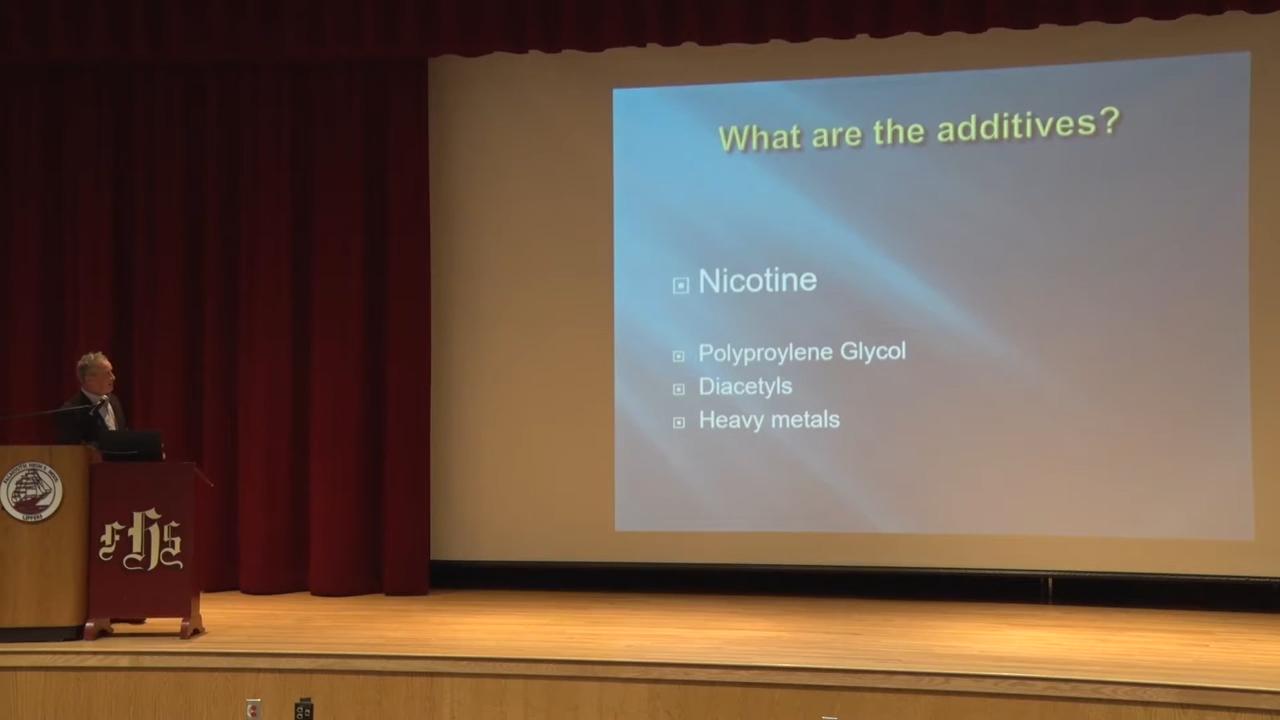 What are the additives?
Nicotine
Polyproylene Glycol
Diacetyls
Heavy metals
FHS